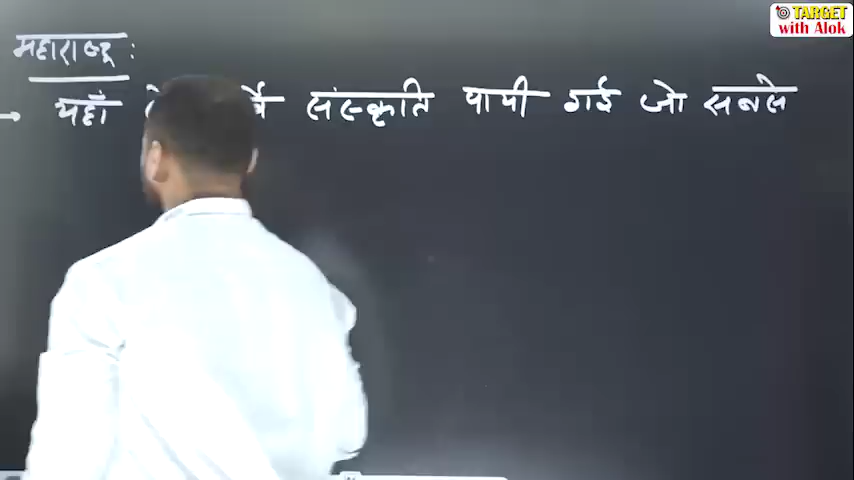 TARGET
with Alok
महाराष्ट्र :
→ यहाँ संस्कृति पायी गई जो सबसे